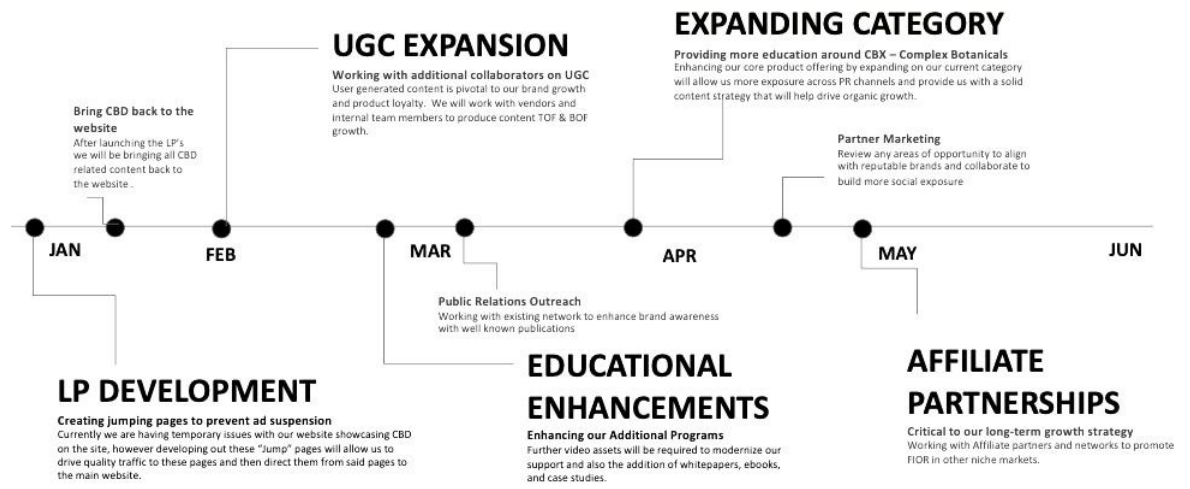 EXPANDING CATEGORY
Providing more education around CBX – Complex Botanicals
Enhancing our core product offering by expanding on our current category
will allow us more exposure across PR channels and provide us with a solid
content strategy that will help drive organic growth.
UGC EXPANSION
Working with additional collaborators on UGC
User generated content is pivotal to our brand growth
and product loyalty. We will work with vendors and
internal team members to produce content TOF & BOF
growth.
Bring CBD back to the
website
After launching the LP's
we will be bringing all CBD
related content back to
the website .
Partner Marketing
Review any areas of opportunity to align
with reputable brands and collaborate to
build more social exposure
JAN
FEB
MAR
APR
MAY
JUN
Public Relations Outreach
Working with existing network to enhance brand awareness
with well known publications
LP DEVELOPMENT
Creating jumping pages to prevent ad suspension
Currently we are having temporary issues with our website showcasing CBD
on the site, however developing out these "Jump" pages will allow us to
drive quality traffic to these pages and then direct them from said pages to
the main website.
EDUCATIONAL
ENHANCEMENTS
Enhancing our Additional Programs
Further video assets will be required to modernize our
support and also the addition of whitepapers, ebooks,
and case studies.
AFFILIATE
PARTNERSHIPS
Critical to our long-term growth strategy
Working with Affiliate partners and networks to promote
FIOR in other niche markets.